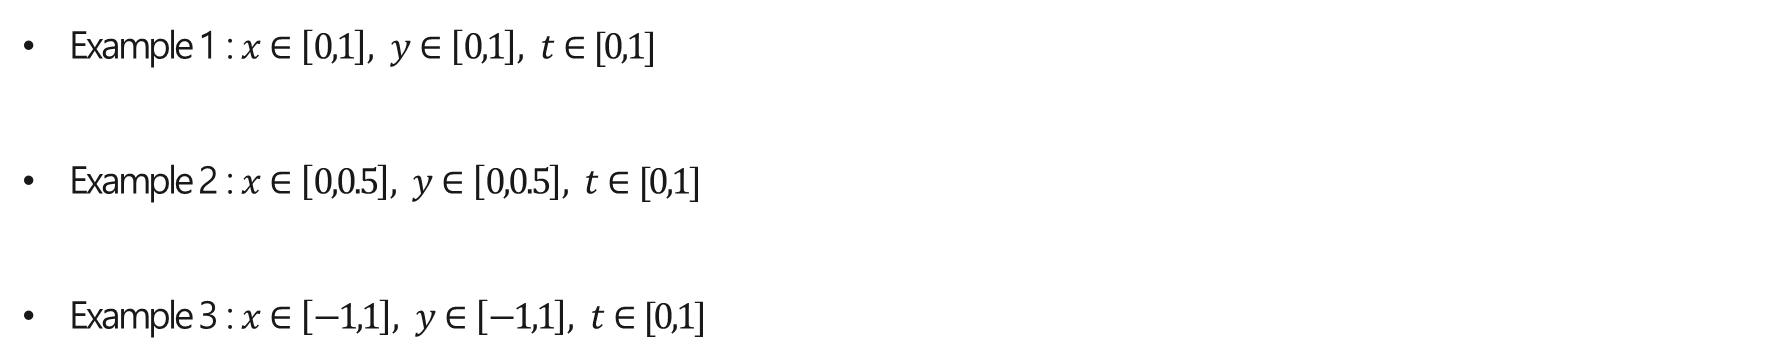 • Example 1 : x ∈ [0,1], y ∈ [0,1], t ∈ [0,1]
• Example 2 : x ∈ [0,0.5], y ∈ [0,0.5], t ∈ [0,1]
• Example 3 : x ∈ [−1,1], y ∈ [−1,1], t ∈ [0,1]